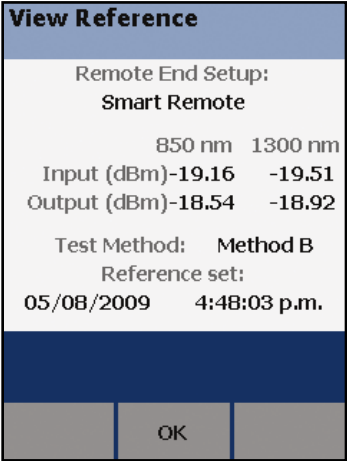 View Reference
Remote End Setup:
Smart Remote
850 nm 1300 nm
Input (dBm)-19.16 -19.51
Output (dBm)-18.54 -18.92
Test Method: Method B
Reference set:
05/08/2009 4:48:03 p.m.
OK